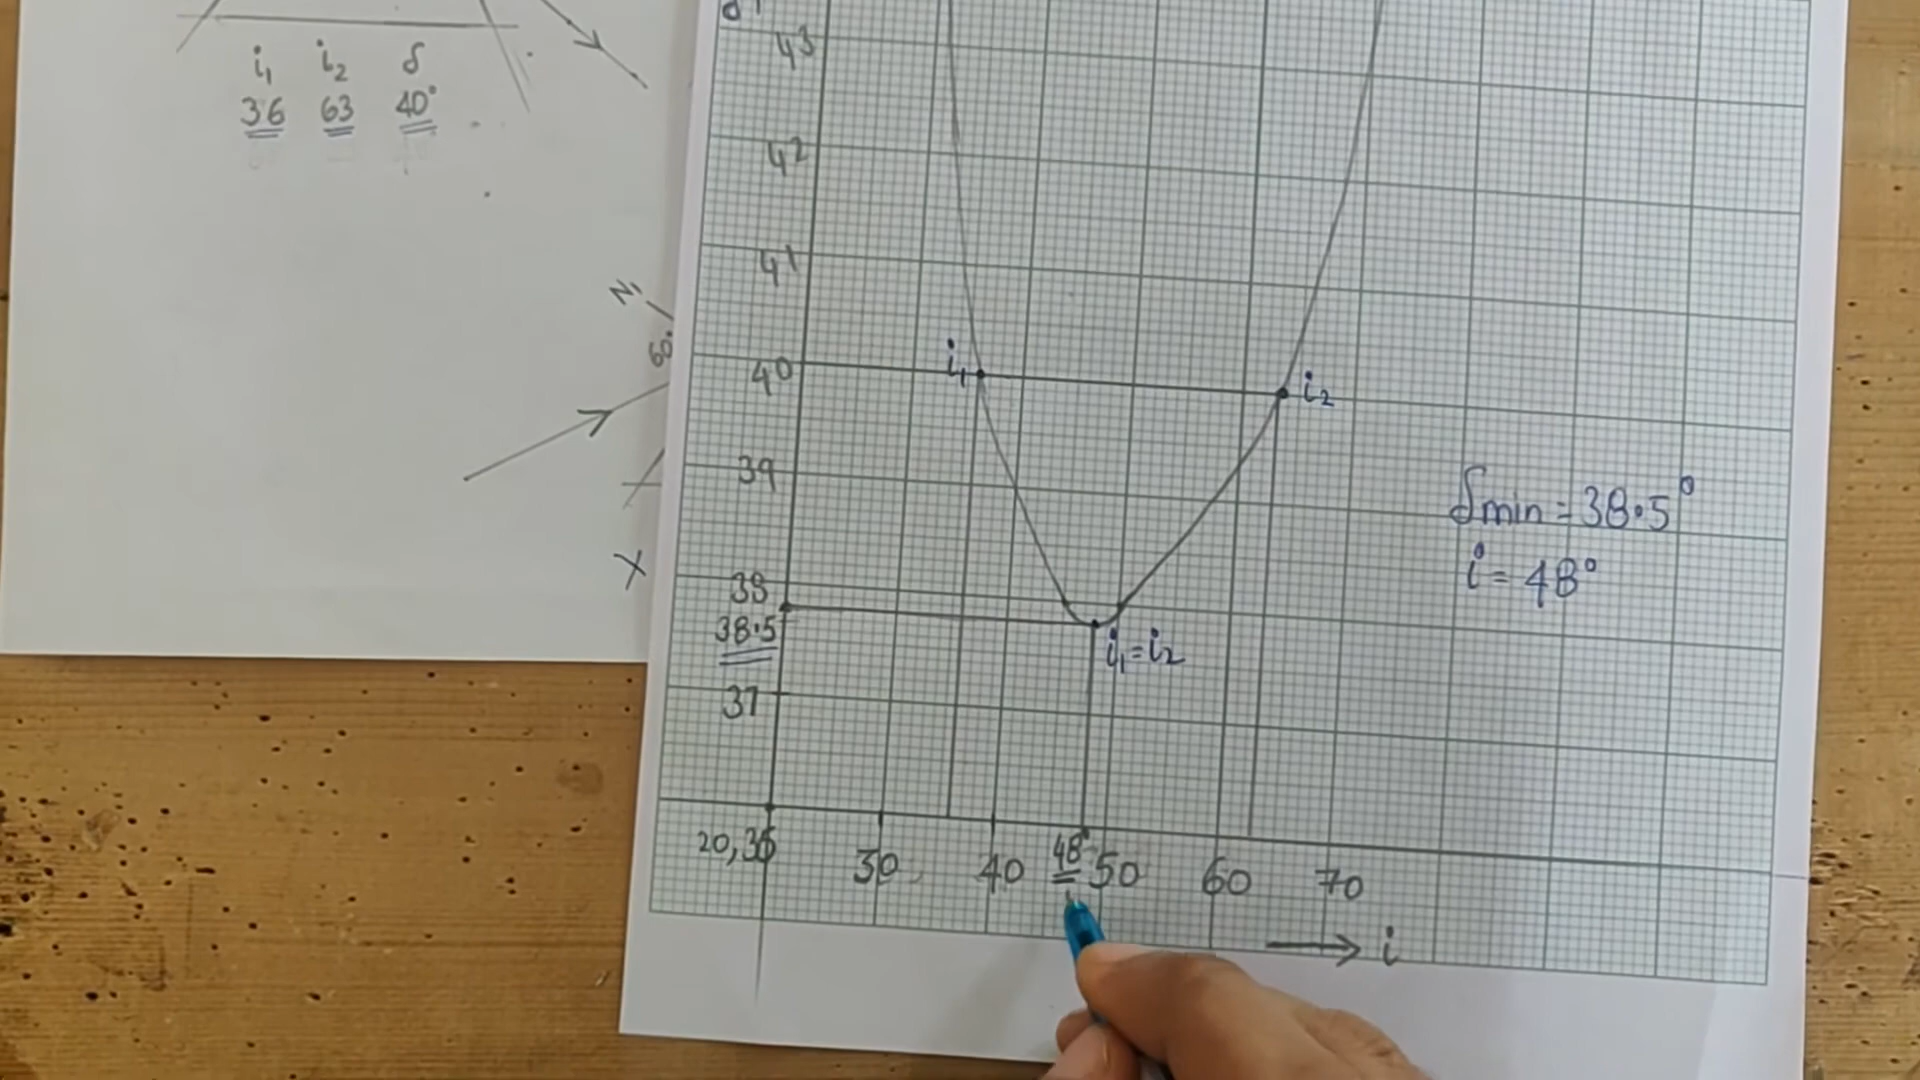 i₁ i₂ δ
36 63 40°
N₁
60°
X
δ↑
43
42
41
40
39
38
38.5
37
20,36
30
40
48°
50
60
70
→ i
i₁
i₂
i₁=i₂
δmin = 38.5°
i = 48°